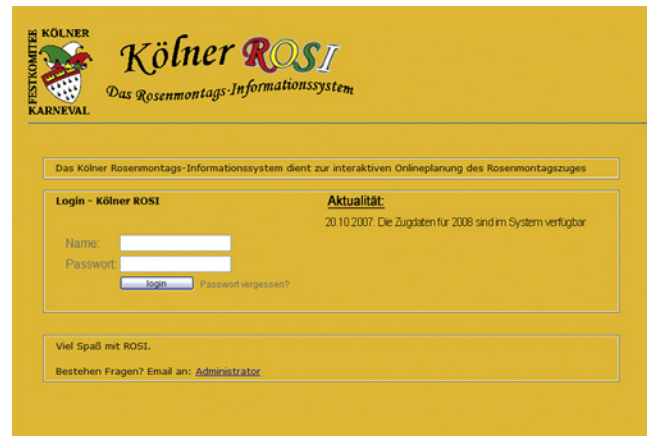 FESTKOMITEE
KÖLNER
KARNEVAL
Kölner ROSI
Das Rosenmontags-Informationssystem
Das Kölner Rosenmontags-Informationssystem dient zur interaktiven Onlineplanung des Rosenmontagszuges
Login - Kölner ROSI
Aktualität:
20.10.2007: Die Zugdaten für 2008 sind im System verfügbar
Name:
Passwort:
login Passwort vergessen?
Viel Spaß mit ROSI.
Bestehen Fragen? Email an: Administrator